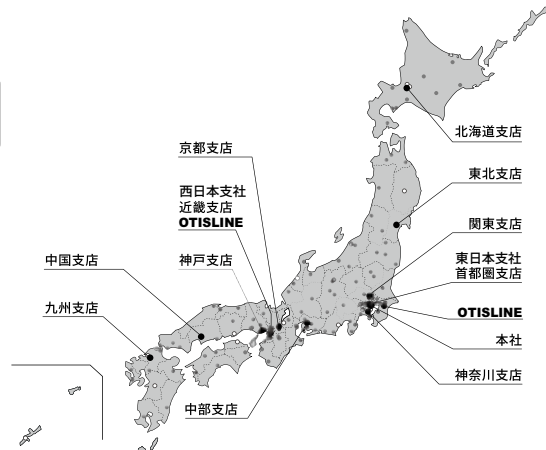 北海道支店
京都支店
東北支店
西日本支社
近畿支店
OTISLINE
関東支店
中国支店
神戸支店
東日本支社
首都圏支店
九州支店
OTISLINE
本社
神奈川支店
中部支店